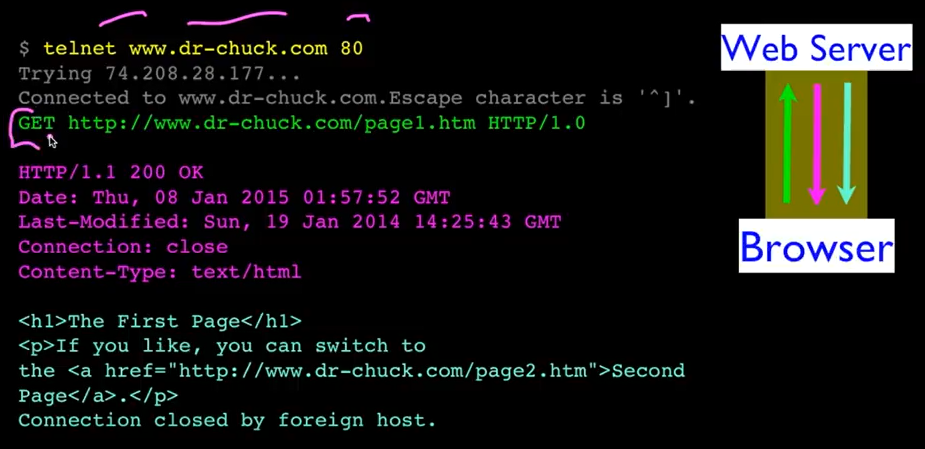 $ telnet www.dr-chuck.com 80
Trying 74.208.28.177...
Connected to www.dr-chuck.com.Escape character is '^]'.
GET http://www.dr-chuck.com/page1.htm HTTP/1.0
HTTP/1.1 200 OK
Date: Thu, 08 Jan 2015 01:57:52 GMT
Last-Modified: Sun, 19 Jan 2014 14:25:43 GMT
Connection: close
Content-Type: text/html
<h1>The First Page</h1>
<p>If you like, you can switch to
the <a href="http://www.dr-chuck.com/page2.htm">Second
Page</a>.</p>
Connection closed by foreign host.
Web Server
Browser